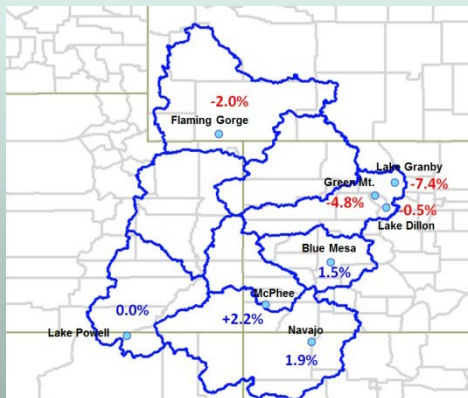 -2.0%
Flaming Gorge
Lake Granby
Green Mt.
-7.4%
-4.8%
-0.5%
Lake Dillon
Blue Mesa
1.5%
McPhee
0.0%
+2.2%
Lake Powell
Navajo
1.9%